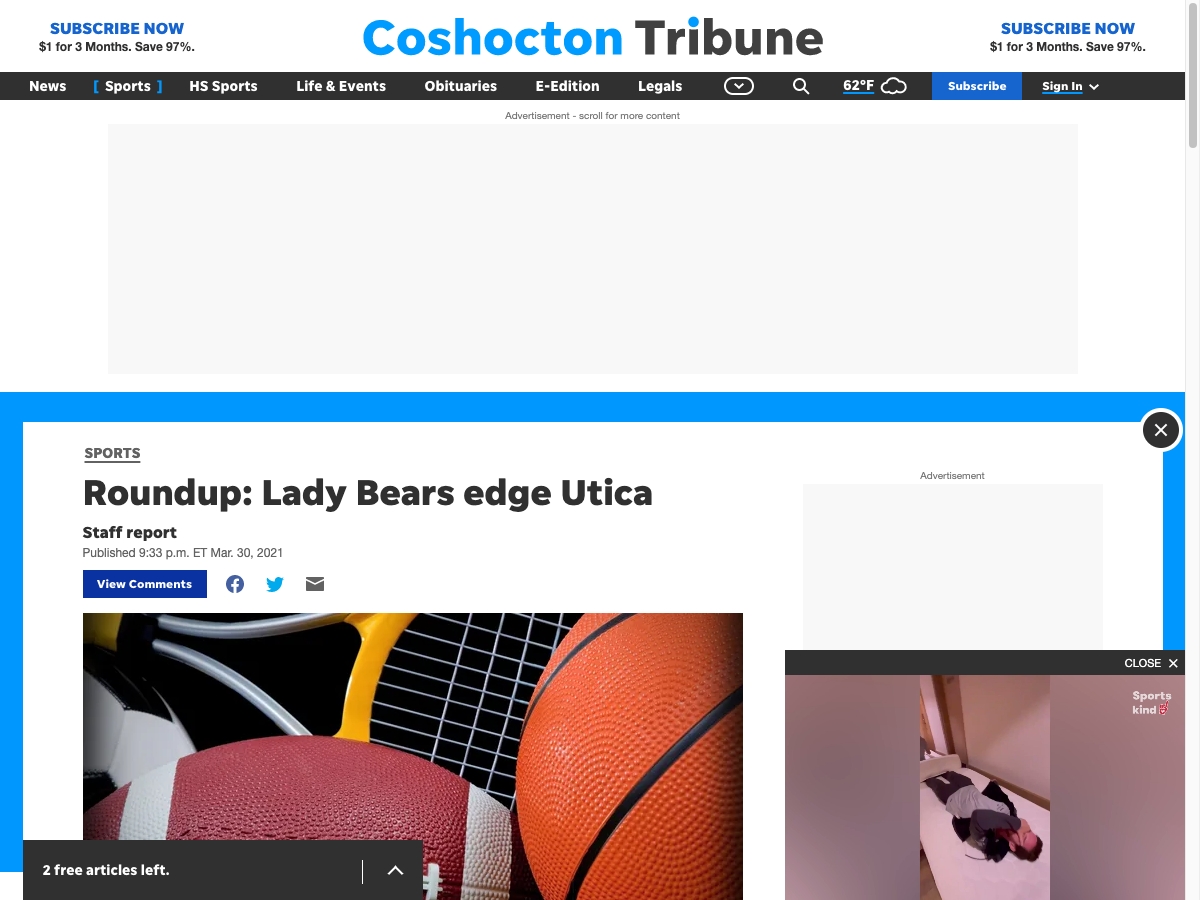 SUBSCRIBE NOW
$1 for 3 Months. Save 97%.
Coshocton Tribune
SUBSCRIBE NOW
$1 for 3 Months. Save 97%.
News [ Sports ] HS Sports Life & Events Obituaries E-Edition Legals 62°F Subscribe Sign In
Advertisement - scroll for more content
SPORTS
Roundup: Lady Bears edge Utica
Staff report
Published 9:33 p.m. ET Mar. 30, 2021
View Comments
Advertisement
CLOSE
Sports
kind
2 free articles left.